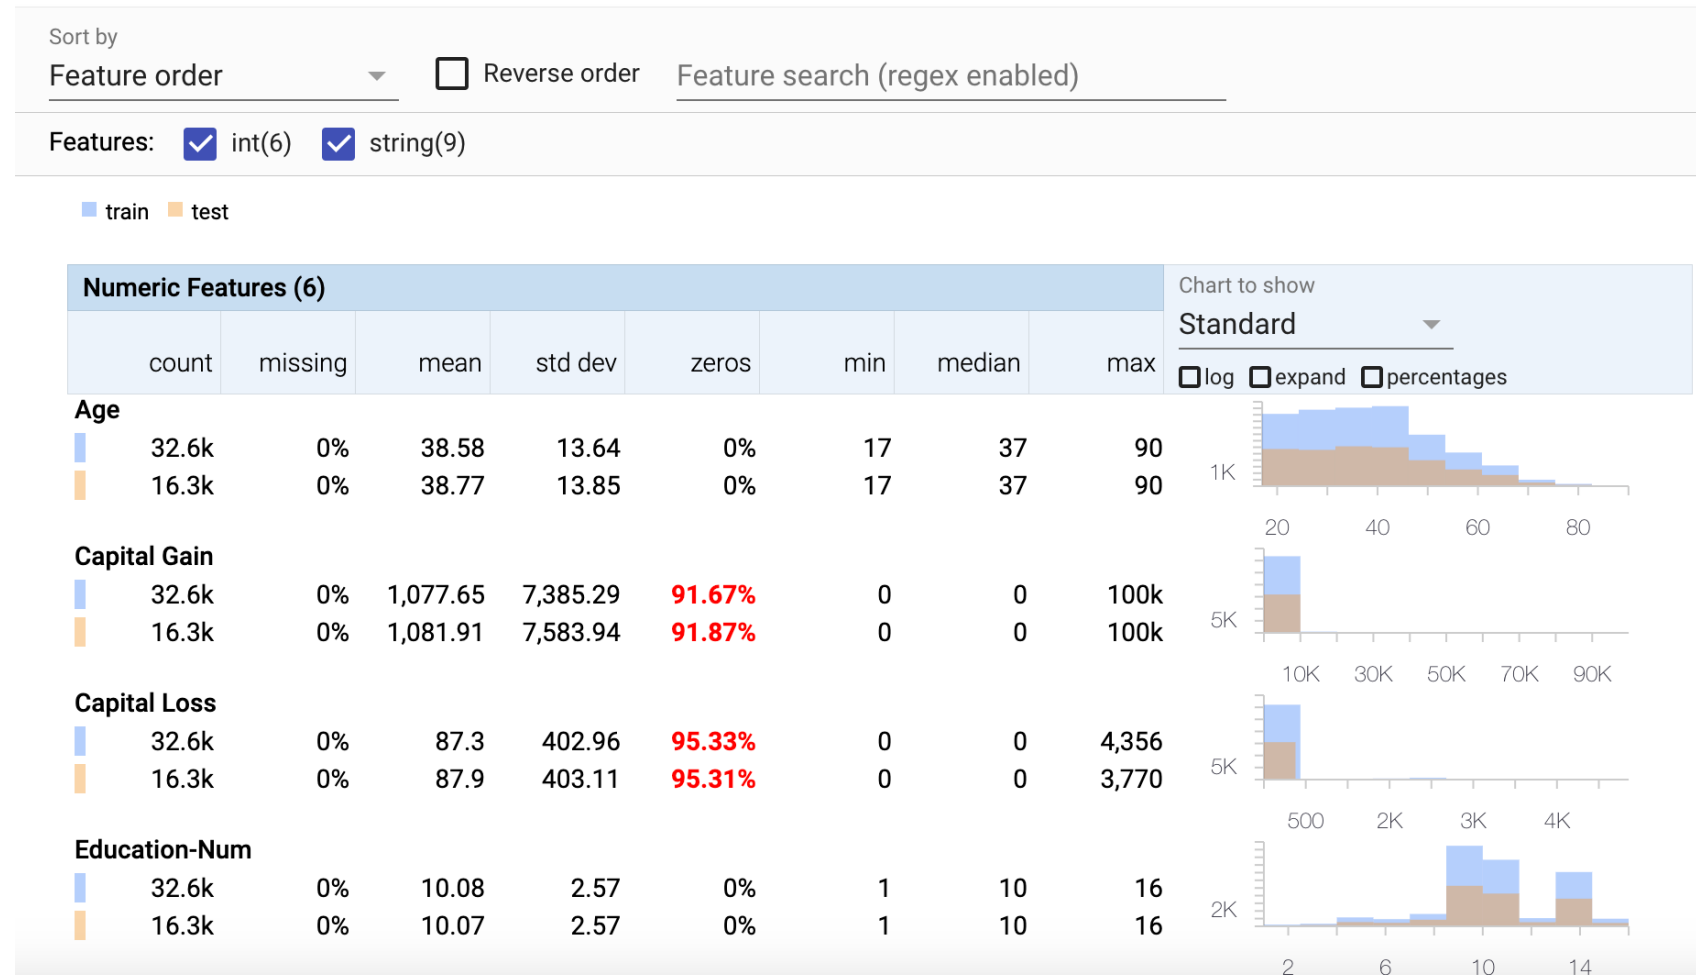 Sort by
Feature order
Reverse order
Feature search (regex enabled)
Features: int(6) string(9)
train test
Numeric Features (6)
Chart to show
Standard
count missing mean std dev zeros min median max
log expand percentages
Age
32.6k 0% 38.58 13.64 0% 17 37 90
16.3k 0% 38.77 13.85 0% 17 37 90
1K
20 40 60 80
Capital Gain
32.6k 0% 1,077.65 7,385.29 91.67% 0 0 100k
16.3k 0% 1,081.91 7,583.94 91.87% 0 0 100k
5K
10K 30K 50K 70K 90K
Capital Loss
32.6k 0% 87.3 402.96 95.33% 0 0 4,356
16.3k 0% 87.9 403.11 95.31% 0 0 3,770
5K
500 2K 3K 4K
Education-Num
32.6k 0% 10.08 2.57 0% 1 10 16
16.3k 0% 10.07 2.57 0% 1 10 16
2K
2 6 10 14